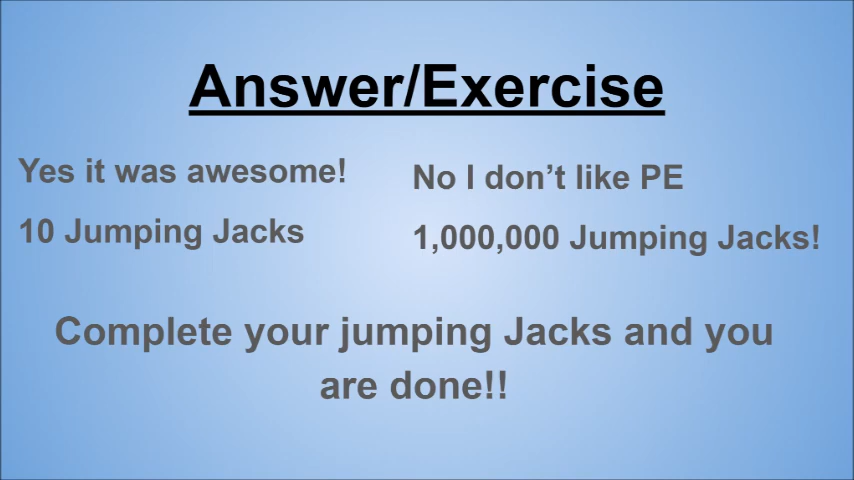 Answer/Exercise
Yes it was awesome!
10 Jumping Jacks
No I don’t like PE
1,000,000 Jumping Jacks!
Complete your jumping Jacks and you
are done!!